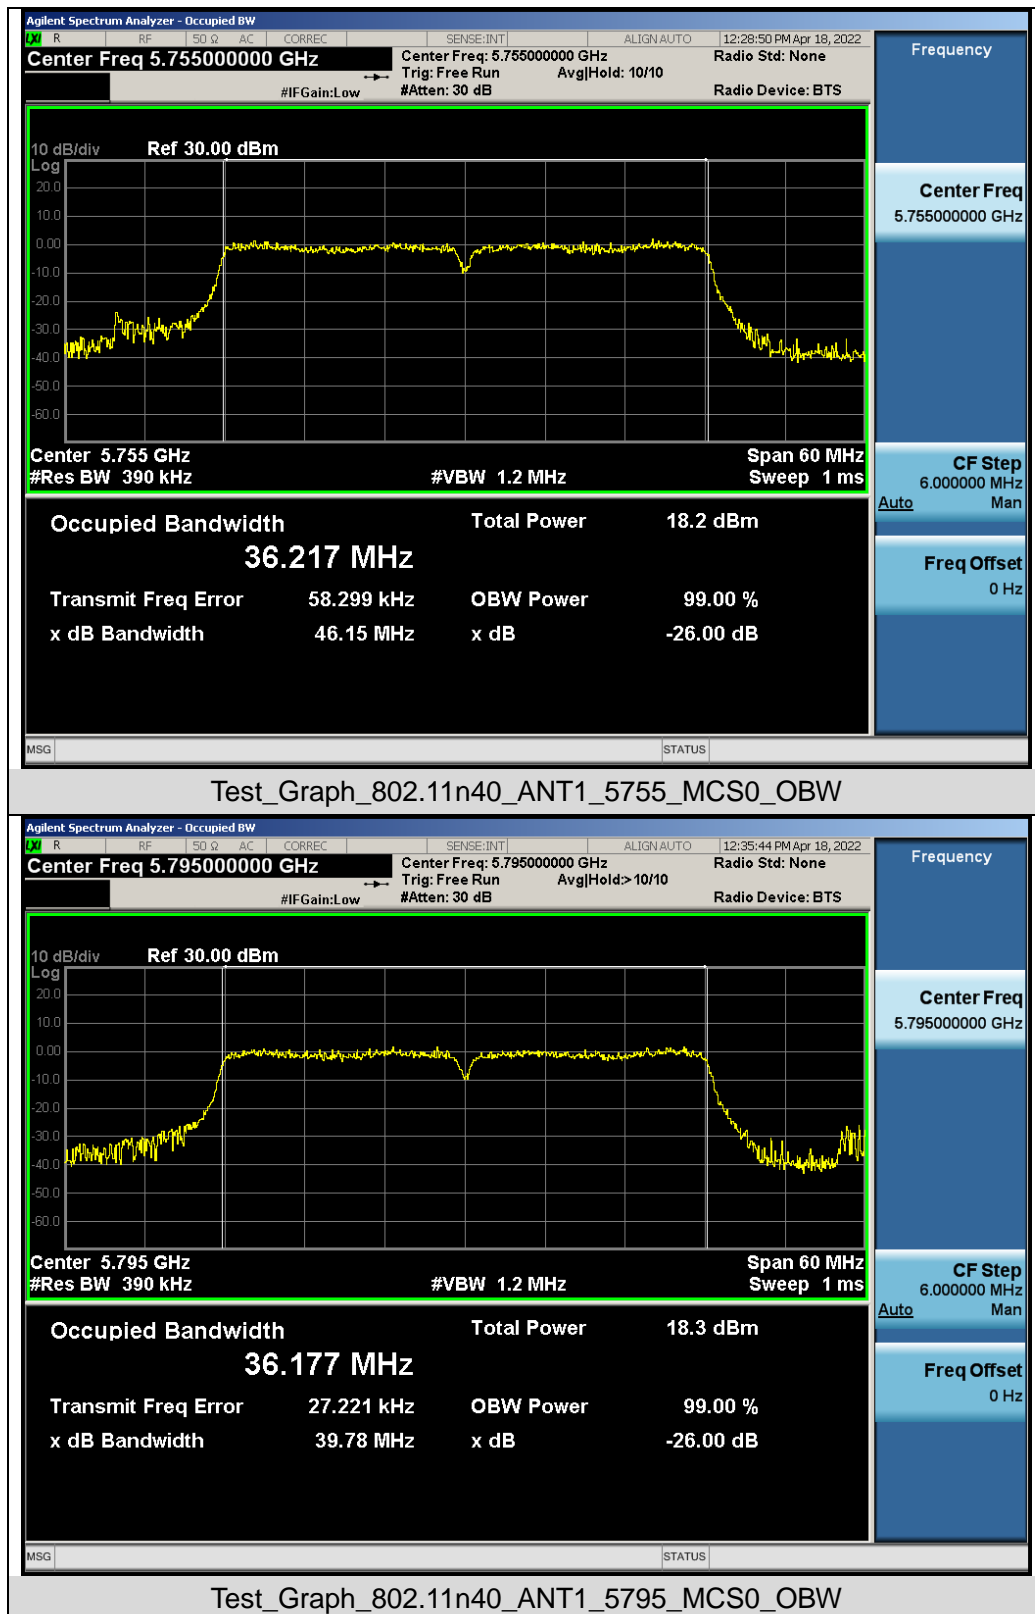 Agilent Spectrum Analyzer - Occupied BW
LXI R RF 50 Ω AC CORREC SENSE:INT ALIGN AUTO 12:28:50 PM Apr 18, 2022
Center Freq 5.755000000 GHz Center Freq: 5.755000000 GHz Radio Std: None
Trig: Free Run Avg|Hold: 10/10
#IFGain:Low #Atten: 30 dB Radio Device: BTS
Frequency
10 dB/div Ref 30.00 dBm
Log
20.0
10.0
0.00
-10.0
-20.0
-30.0
-40.0
-50.0
-60.0
Center 5.755 GHz Span 60 MHz
#Res BW 390 kHz #VBW 1.2 MHz Sweep 1 ms
Center Freq
5.755000000 GHz
CF Step
6.000000 MHz
Auto Man
Freq Offset
0 Hz
Occupied Bandwidth Total Power 18.2 dBm
36.217 MHz
Transmit Freq Error 58.299 kHz OBW Power 99.00 %
x dB Bandwidth 46.15 MHz x dB -26.00 dB
MSG STATUS
Test_Graph_802.11n40_ANT1_5755_MCS0_OBW
Agilent Spectrum Analyzer - Occupied BW
LXI R RF 50 Ω AC CORREC SENSE:INT ALIGN AUTO 12:35:44 PM Apr 18, 2022
Center Freq 5.795000000 GHz Center Freq: 5.795000000 GHz Radio Std: None
Trig: Free Run Avg|Hold:>10/10
#IFGain:Low #Atten: 30 dB Radio Device: BTS
Frequency
10 dB/div Ref 30.00 dBm
Log
20.0
10.0
0.00
-10.0
-20.0
-30.0
-40.0
-50.0
-60.0
Center 5.795 GHz Span 60 MHz
#Res BW 390 kHz #VBW 1.2 MHz Sweep 1 ms
Center Freq
5.795000000 GHz
CF Step
6.000000 MHz
Auto Man
Freq Offset
0 Hz
Occupied Bandwidth Total Power 18.3 dBm
36.177 MHz
Transmit Freq Error 27.221 kHz OBW Power 99.00 %
x dB Bandwidth 39.78 MHz x dB -26.00 dB
MSG STATUS
Test_Graph_802.11n40_ANT1_5795_MCS0_OBW